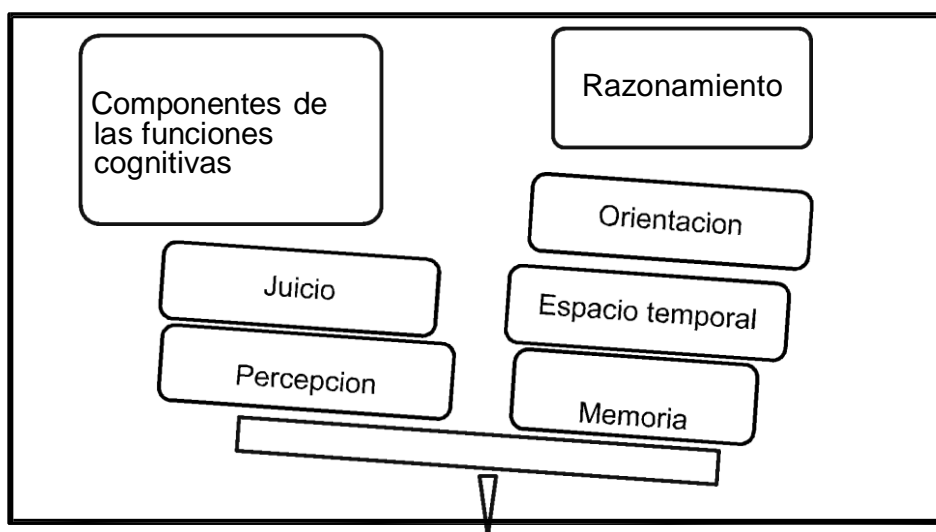 Componentes de
las funciones
cognitivas
Razonamiento
Orientacion
Juicio
Espacio temporal
Percepcion
Memoria